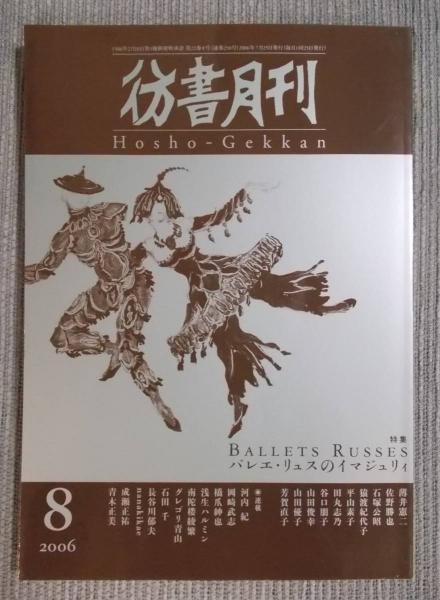 彷書月刊
Hosho-Gekkan
特集
BALLETS RUSSES
バレエ・リュスのイマジュリィ
薄井憲二
佐野勝也
石塚公昭
猿渡紀代子
平山素子
田丸志乃
谷口朋子
山田俊幸
山田優子
芳賀直子
連載
河内 紀
岡崎武志
橋爪紳也
浅生ハルミン
南陀楼綾繁
グレゴリ青山
石田 千
長谷川郁夫
nanakikae
成瀬正祐
青木正美
8
2006